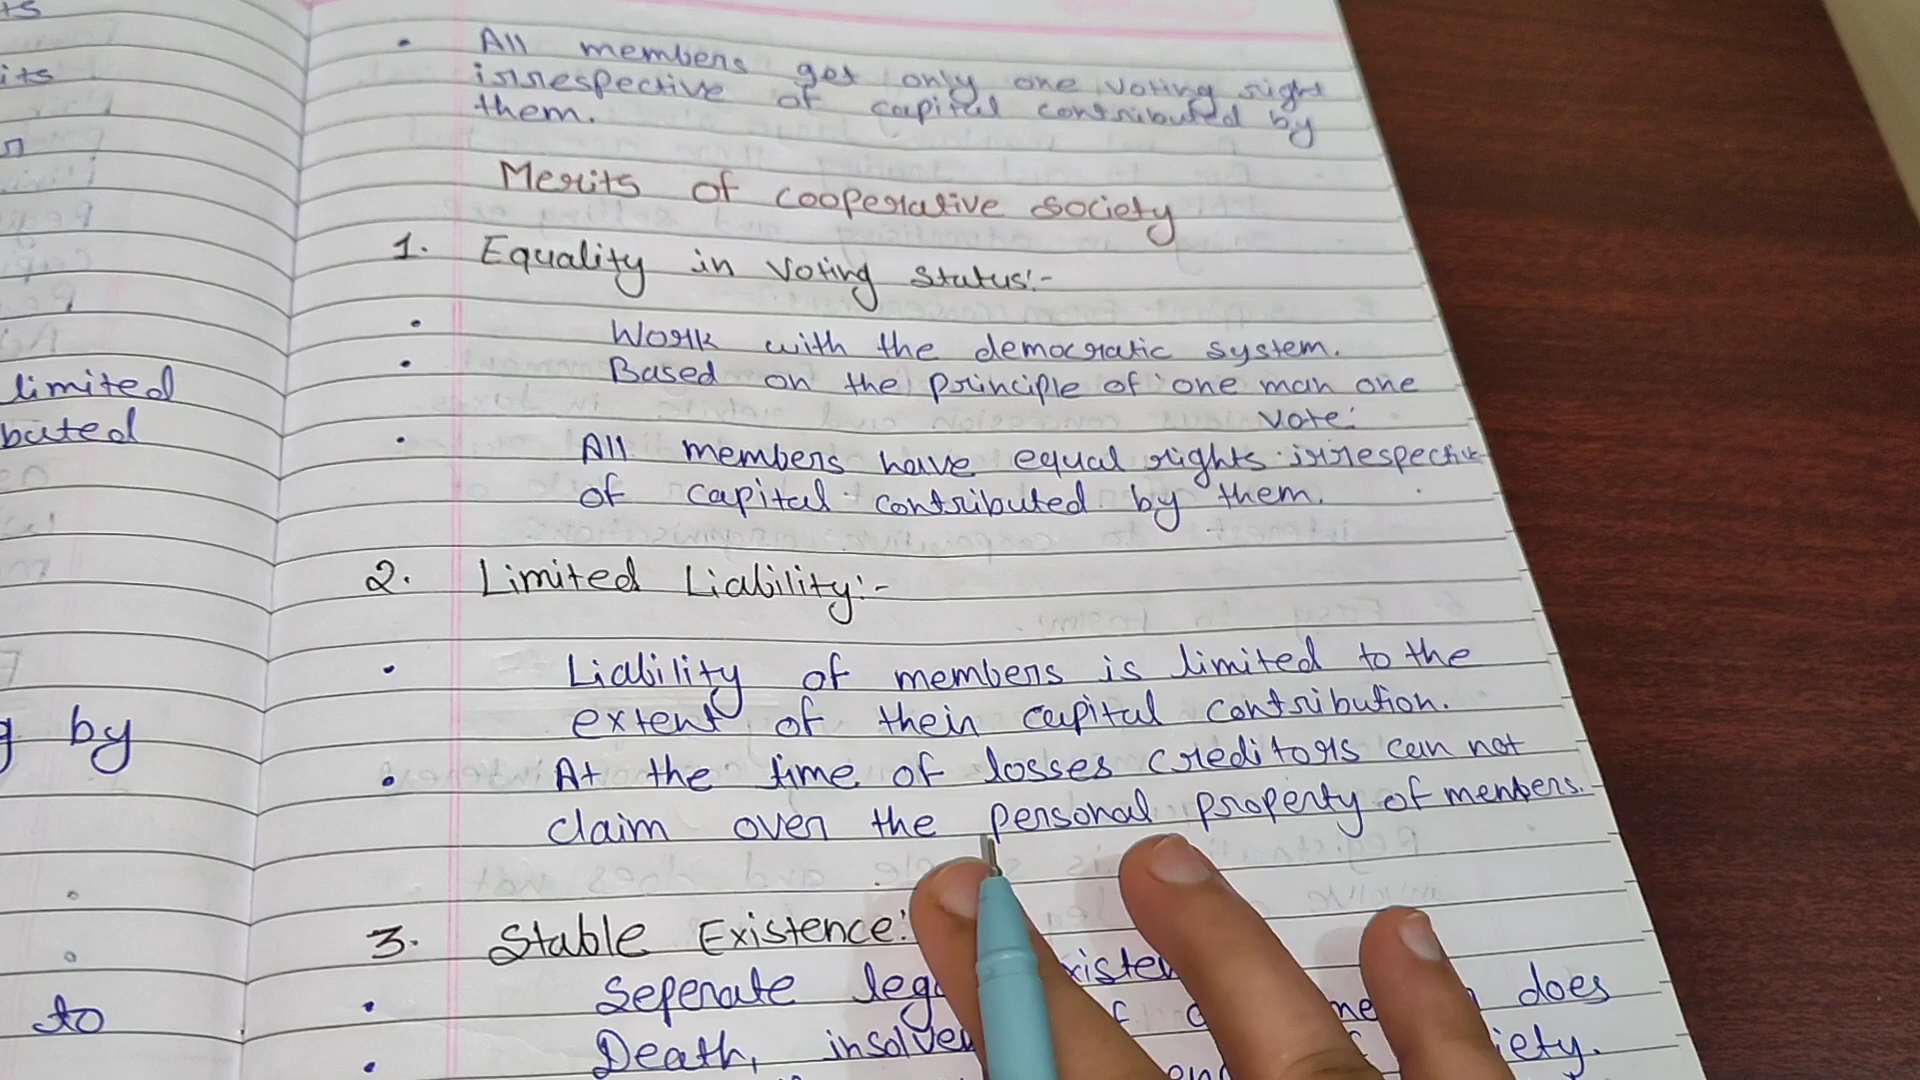 ts
its
n
limited
buted
g by
to
• All members get only one voting right
irrespective of capital contributed by
them.
Merits of cooperative society
1. Equality in voting status:-
• Work with the democratic system.
• Based on the principle of one man one
vote.
• All members have equal rights irrespective
of capital contributed by them.
2. Limited Liability:-
• Liability of members is limited to the
extent of their capital contribution.
• At the time of losses creditors can not
claim over the personal property of members.
3. Stable Existence:
• Seperate does
• Death,